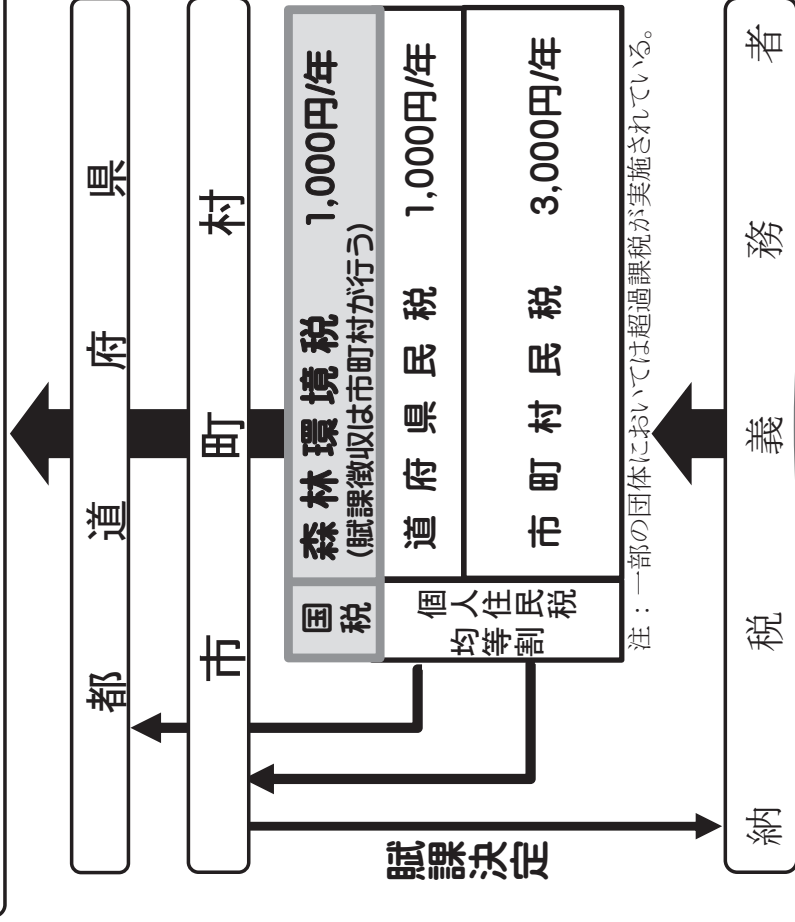 都道府県
市町村
国税
森林環境税 1,000円/年
(賦課徴収は市町村が行う)
個人住民税
均等割
道府県民税 1,000円/年
市町村民税 3,000円/年
注：一部の団体においては超過課税が実施されている。
賦課決定
納税義務者